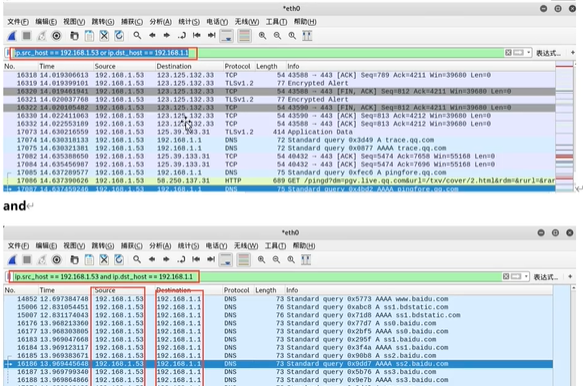 *eth0
文件(F) 编辑(E) 视图(V) 跳转(G) 捕获(C) 分析(A) 统计(S) 电话(Y) 无线(W) 工具(T) 帮助(H)
ip.src_host == 192.168.1.53 or ip.dst_host == 192.168.1.1 表达式…
No. Time Source Destination Protocol Length Info
16318 14.019306613 192.168.1.53 123.125.132.33 TCP 54 43588 → 443 [ACK] Seq=789 Ack=4211 Win=39680 Len=0
16319 14.019399101 192.168.1.53 123.125.132.33 TLSv1.2 77 Encrypted Alert
16320 14.019461941 192.168.1.53 123.125.132.33 TCP 54 43588 → 443 [FIN, ACK] Seq=812 Ack=4211 Win=39680 Len=0
16321 14.020037760 192.168.1.53 123.125.132.33 TLSv1.2 77 Encrypted Alert
16322 14.020105482 192.168.1.53 123.125.132.33 TCP 54 43590 → 443 [FIN, ACK] Seq=812 Ack=4211 Win=39680 Len=0
16330 14.022411063 192.168.1.53 123.125.132.33 TCP 54 43588 → 443 [ACK] Seq=813 Ack=4212 Win=39680 Len=0
16332 14.022553189 192.168.1.53 TCP 54 43590 → 443 [ACK] Seq=813 Ack=4212 Win=39680 Len=0
17073 14.630216559 192.168.1.53 TLSv1.2 414 Application Data
17074 14.630318133 192.168.1.53 192.168.1.1 DNS 72 Standard query 0x3d49 A trace.qq.com
17075 14.630321381 192.168.1.53 192.168.1.1 DNS 72 Standard query 0x0877 AAAA trace.qq.com
17082 14.635386650 192.168.1.53 125.39.133.31 TCP 54 40432 → 443 [ACK] Seq=5427 Ack=7658 Win=55168 Len=0
17084 14.635456987 192.168.1.53 125.39.133.31 TCP 54 40432 → 443 [ACK] Seq=5427 Ack=7696 Win=55168 Len=0
17085 14.637289577 192.168.1.53 192.168.1.1 DNS 75 Standard query 0xfec6 A pingfore.qq.com
17086 14.637390626 192.168.1.53 58.250.137.31 HTTP 689 GET /ping?dm=pgv.live.qq.com&url=/txv/cover/2.html&rdm=&rurl=&rar
17087 14.637459246 192.168.1.53 192.168.1.1 DNS 75 Standard query 0x4bd2 AAAA pingfore.qq.com
and
*eth0
文件(F) 编辑(E) 视图(V) 跳转(G) 捕获(C) 分析(A) 统计(S) 电话(Y) 无线(W) 工具(T) 帮助(H)
ip.src_host == 192.168.1.53 and ip.dst_host == 192.168.1.1 表达式…
No. Time Source Destination Protocol Length Info
14852 12.697384748 192.168.1.53 192.168.1.1 DNS 73 Standard query 0x5773 AAAA www.baidu.com
15006 12.831054451 192.168.1.53 192.168.1.1 DNS 76 Standard query 0xabc8 A ss1.bdstatic.com
15007 12.831174043 192.168.1.53 192.168.1.1 DNS 76 Standard query 0x71d8 AAAA ss1.bdstatic.com
16176 13.968213360 192.168.1.53 192.168.1.1 DNS 73 Standard query 0x77d7 A ss0.baidu.com
16177 13.968303805 192.168.1.53 192.168.1.1 DNS 73 Standard query 0x2bf5 AAAA ss0.baidu.com
16183 13.969047668 192.168.1.53 192.168.1.1 DNS 73 Standard query 0x295f A ss1.baidu.com
16184 13.969123117 192.168.1.53 192.168.1.1 DNS 73 Standard query 0x3f4a AAAA ss1.baidu.com
16185 13.969383671 192.168.1.53 192.168.1.1 DNS 73 Standard query 0x90b8 A ss2.baidu.com
16186 13.969445648 192.168.1.53 192.168.1.1 DNS 73 Standard query 0x9dd7 AAAA ss2.baidu.com
16187 13.969799340 192.168.1.53 192.168.1.1 DNS 73 Standard query 0x5b76 A ss3.baidu.com
16188 13.969864866 192.168.1.53 192.168.1.1 DNS 73 Standard query 0x9e7b AAAA ss3.baidu.com